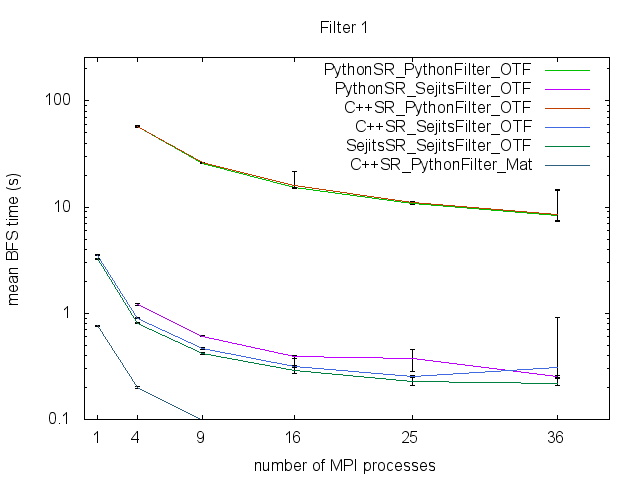 Filter 1
PythonSR_PythonFilter_OTF
PythonSR_SejitsFilter_OTF
C++SR_PythonFilter_OTF
C++SR_SejitsFilter_OTF
SejitsSR_SejitsFilter_OTF
C++SR_PythonFilter_Mat
mean BFS time (s)
100
10
1
0.1
1 4 9 16 25 36
number of MPI processes